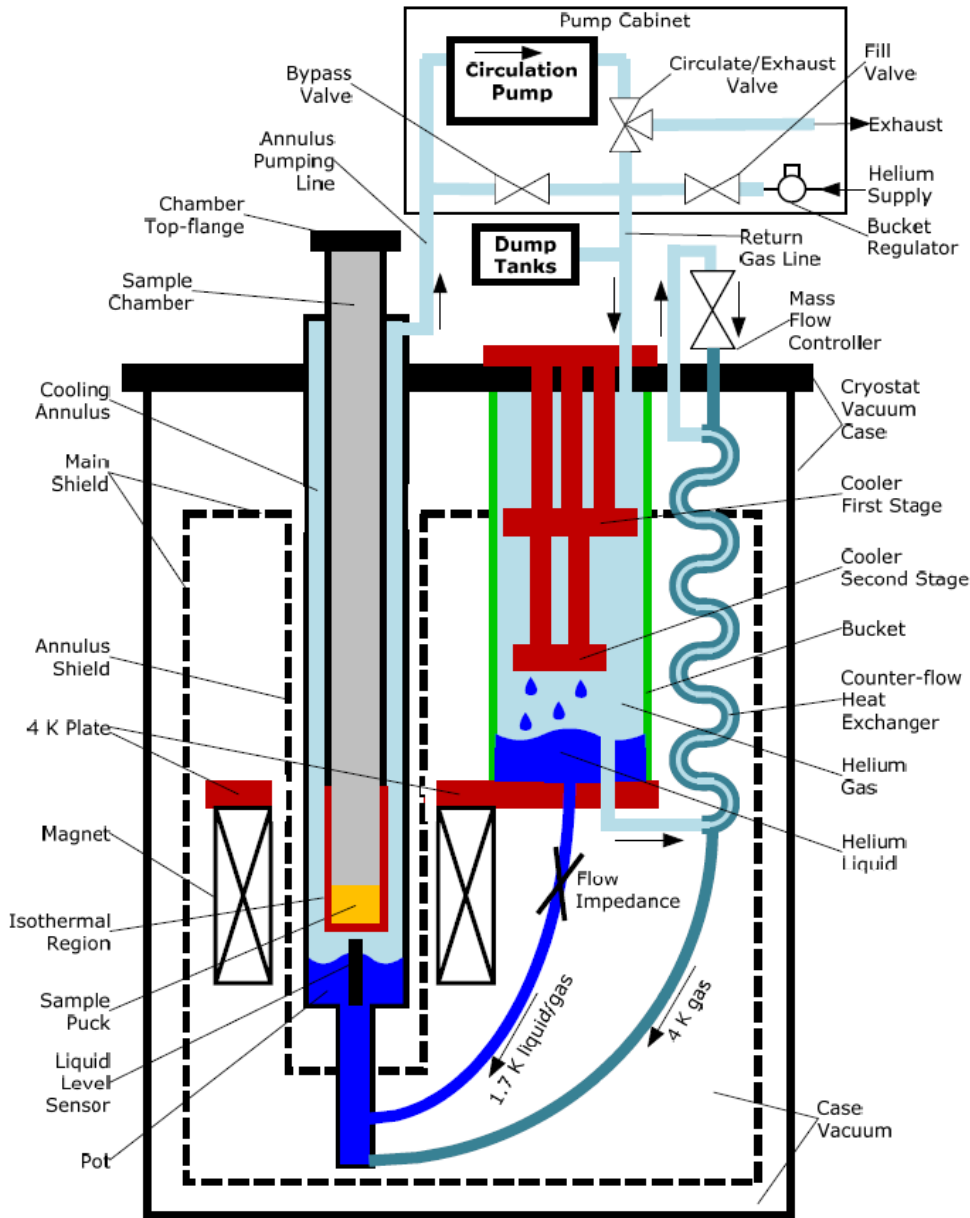 Pump Cabinet
Circulation
Pump
Bypass
Valve
Circulate/Exhaust
Valve
Fill
Valve
Exhaust
Annulus
Pumping
Line
Helium
Supply
Chamber
Top-flange
Dump
Tanks
Return
Gas Line
Bucket
Regulator
Sample
Chamber
Mass
Flow
Controller
Cooling
Annulus
Cryostat
Vacuum
Case
Main
Shield
Cooler
First Stage
Cooler
Second Stage
Annulus
Shield
Bucket
Counter-flow
Heat
Exchanger
4 K Plate
Helium
Gas
Magnet
Helium
Liquid
Flow
Impedance
Isothermal
Region
Sample
Puck
1.7 K liquid/gas
4 K gas
Liquid
Level
Sensor
Pot
Case
Vacuum